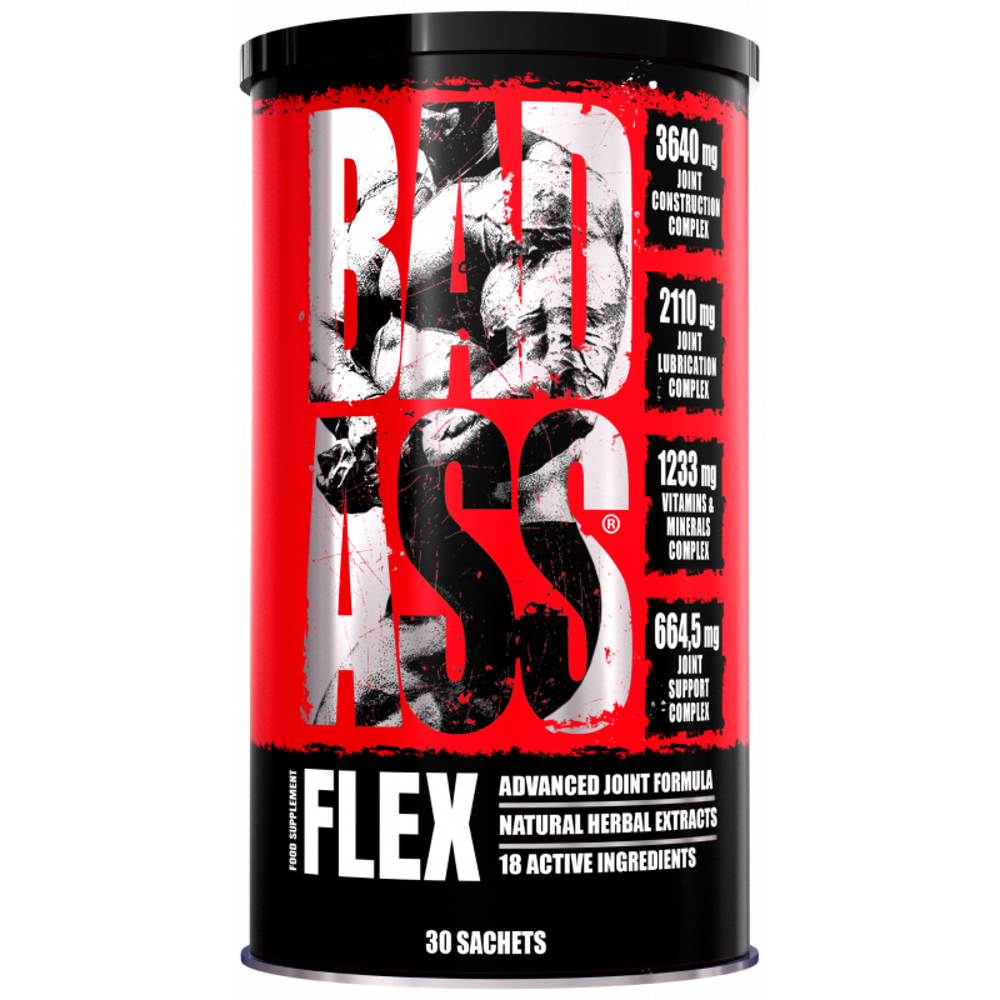 BAD
ASS®
3640 mg
JOINT
CONSTRUCTION
COMPLEX
2110 mg
JOINT
LUBRICATION
COMPLEX
1233 mg
VITAMINS &
MINERALS
COMPLEX
664,5 mg
JOINT
SUPPORT
COMPLEX
FOOD SUPPLEMENT
FLEX
ADVANCED JOINT FORMULA
NATURAL HERBAL EXTRACTS
18 ACTIVE INGREDIENTS
30 SACHETS